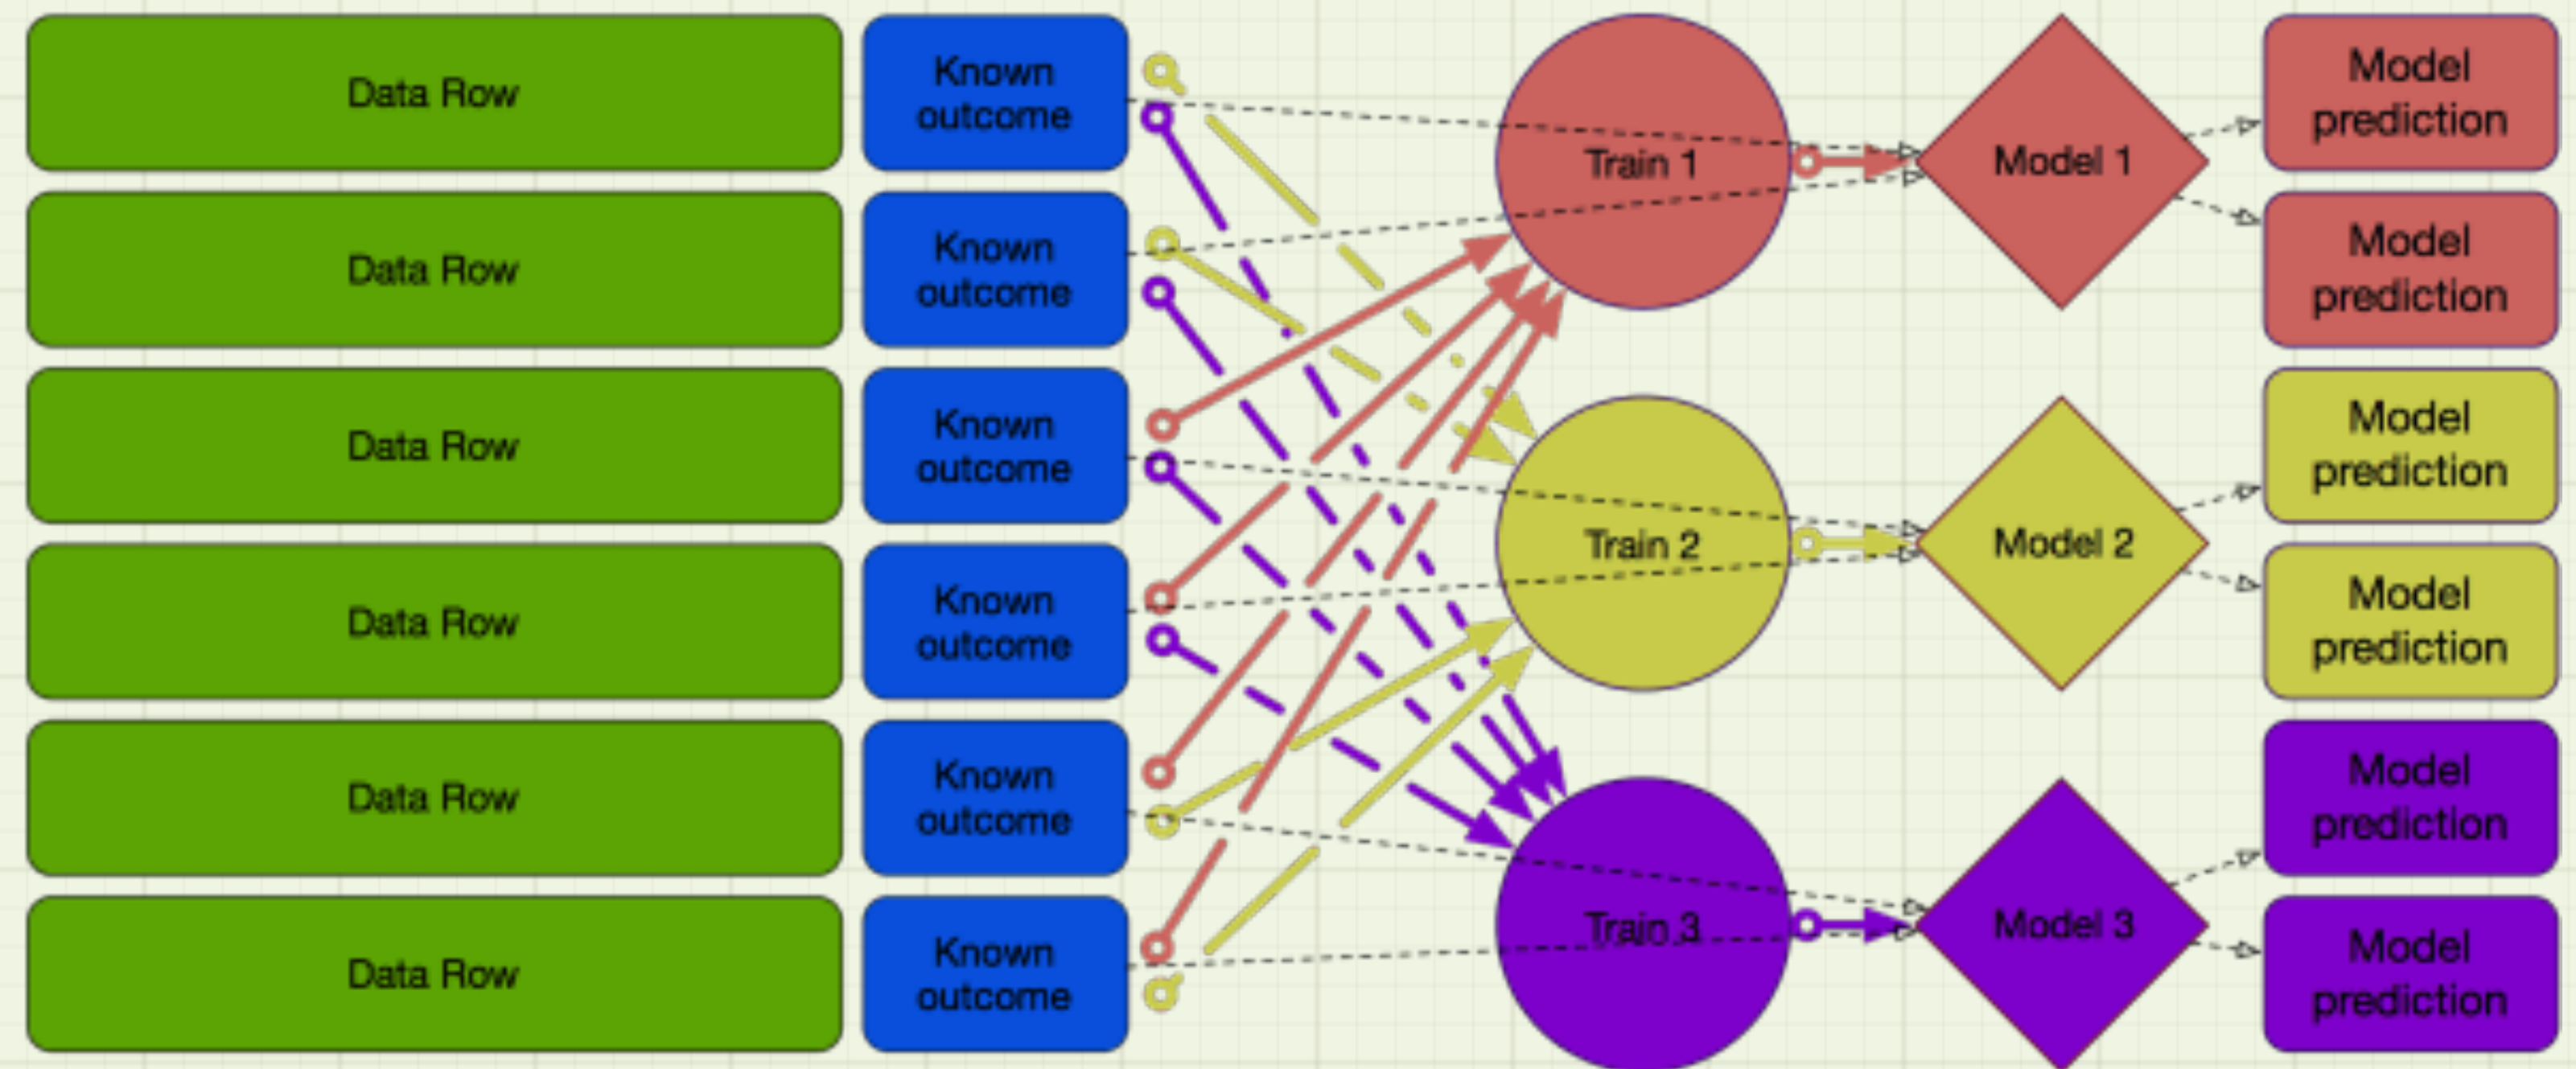 Data Row
Known
outcome
Train 1
Model 1
Model
prediction
Data Row
Known
outcome
Model
prediction
Data Row
Known
outcome
Train 2
Model 2
Model
prediction
Data Row
Known
outcome
Model
prediction
Data Row
Known
outcome
Train 3
Model 3
Model
prediction
Data Row
Known
outcome
Model
prediction